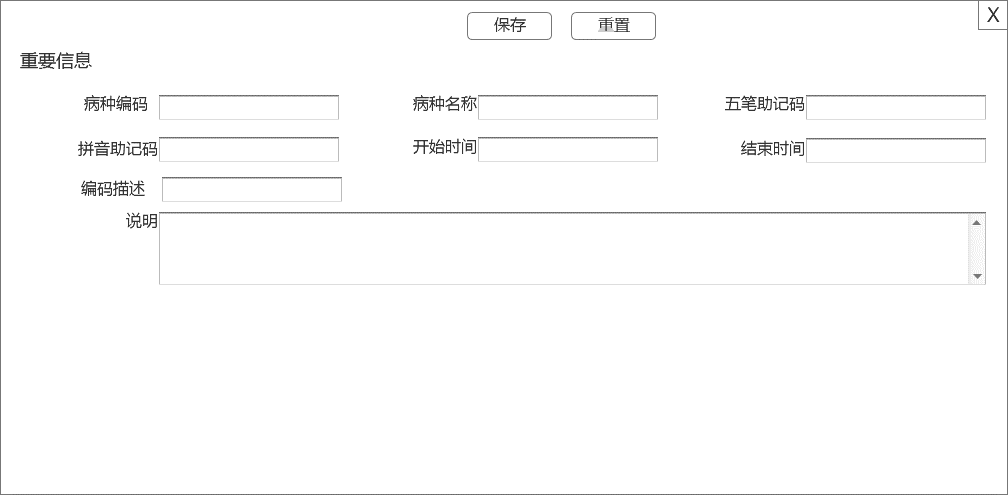 保存 重置 X
重要信息
病种编码 病种名称 五笔助记码
拼音助记码 开始时间 结束时间
编码描述
说明